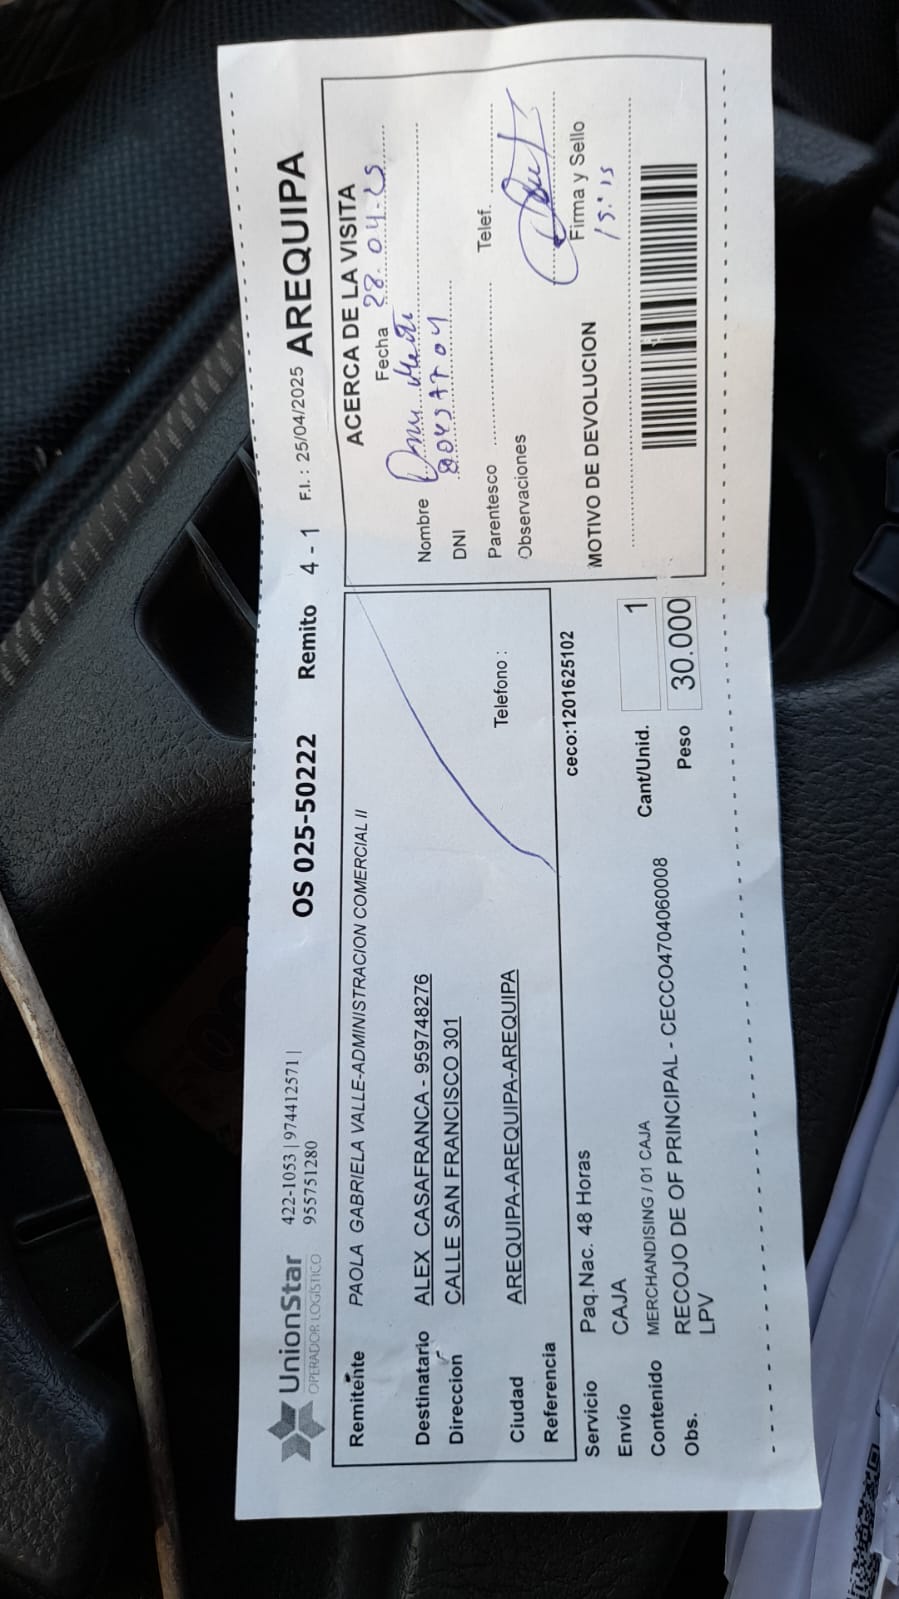 UnionStar
OPERADOR LOGÍSTICO
422-1053 | 974412571 |
955751280
OS 025-50222
Remito 4 - 1
F.I.: 25/04/2025
AREQUIPA
Remitente PAOLA GABRIELA VALLE-ADMINISTRACION COMERCIAL II
Destinatario ALEX CASAFRANCA - 959748276
Direccion CALLE SAN FRANCISCO 301
Telefono :
Ciudad AREQUIPA-AREQUIPA-AREQUIPA
Referencia
ceco:1201625102
Servicio Paq.Nac. 48 Horas
Envío CAJA
Cant/Unid. 1
Contenido MERCHANDISING / 01 CAJA
Peso 30.000
Obs. RECOJO DE OF PRINCIPAL - CECCO4704060008
LPV
ACERCA DE LA VISITA
Fecha 28.04.25
Nombre
DNI
Parentesco
Telef.
Observaciones
Firma y Sello
15:15
MOTIVO DE DEVOLUCION